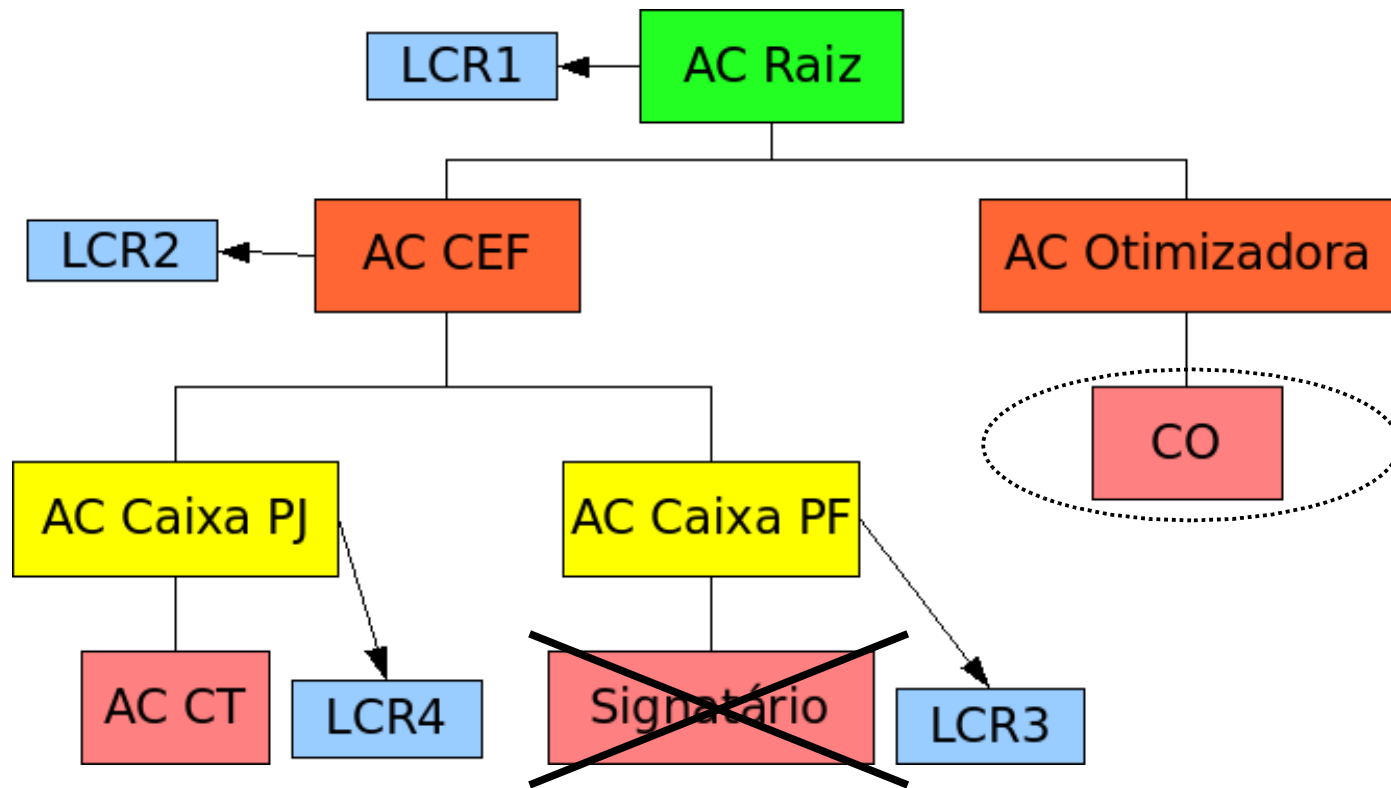 LCR1
AC Raiz
LCR2
AC CEF
AC Otimizadora
CO
AC Caixa PJ
AC Caixa PF
AC CT
LCR4
Signatário
LCR3